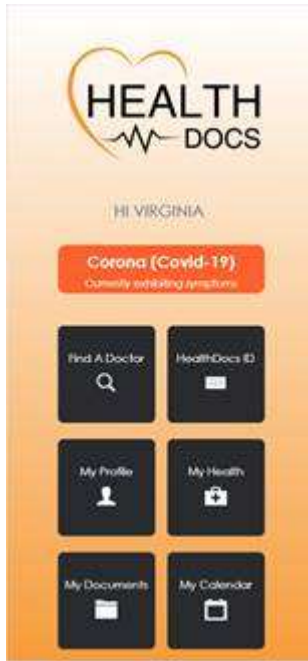 HEALTH
DOCS
HI VIRGINIA
Corona (Covid-19)
Currently exhibiting symptoms
Find A Doctor
HealthDocs ID
My Profile
My Health
My Documents
My Calendar